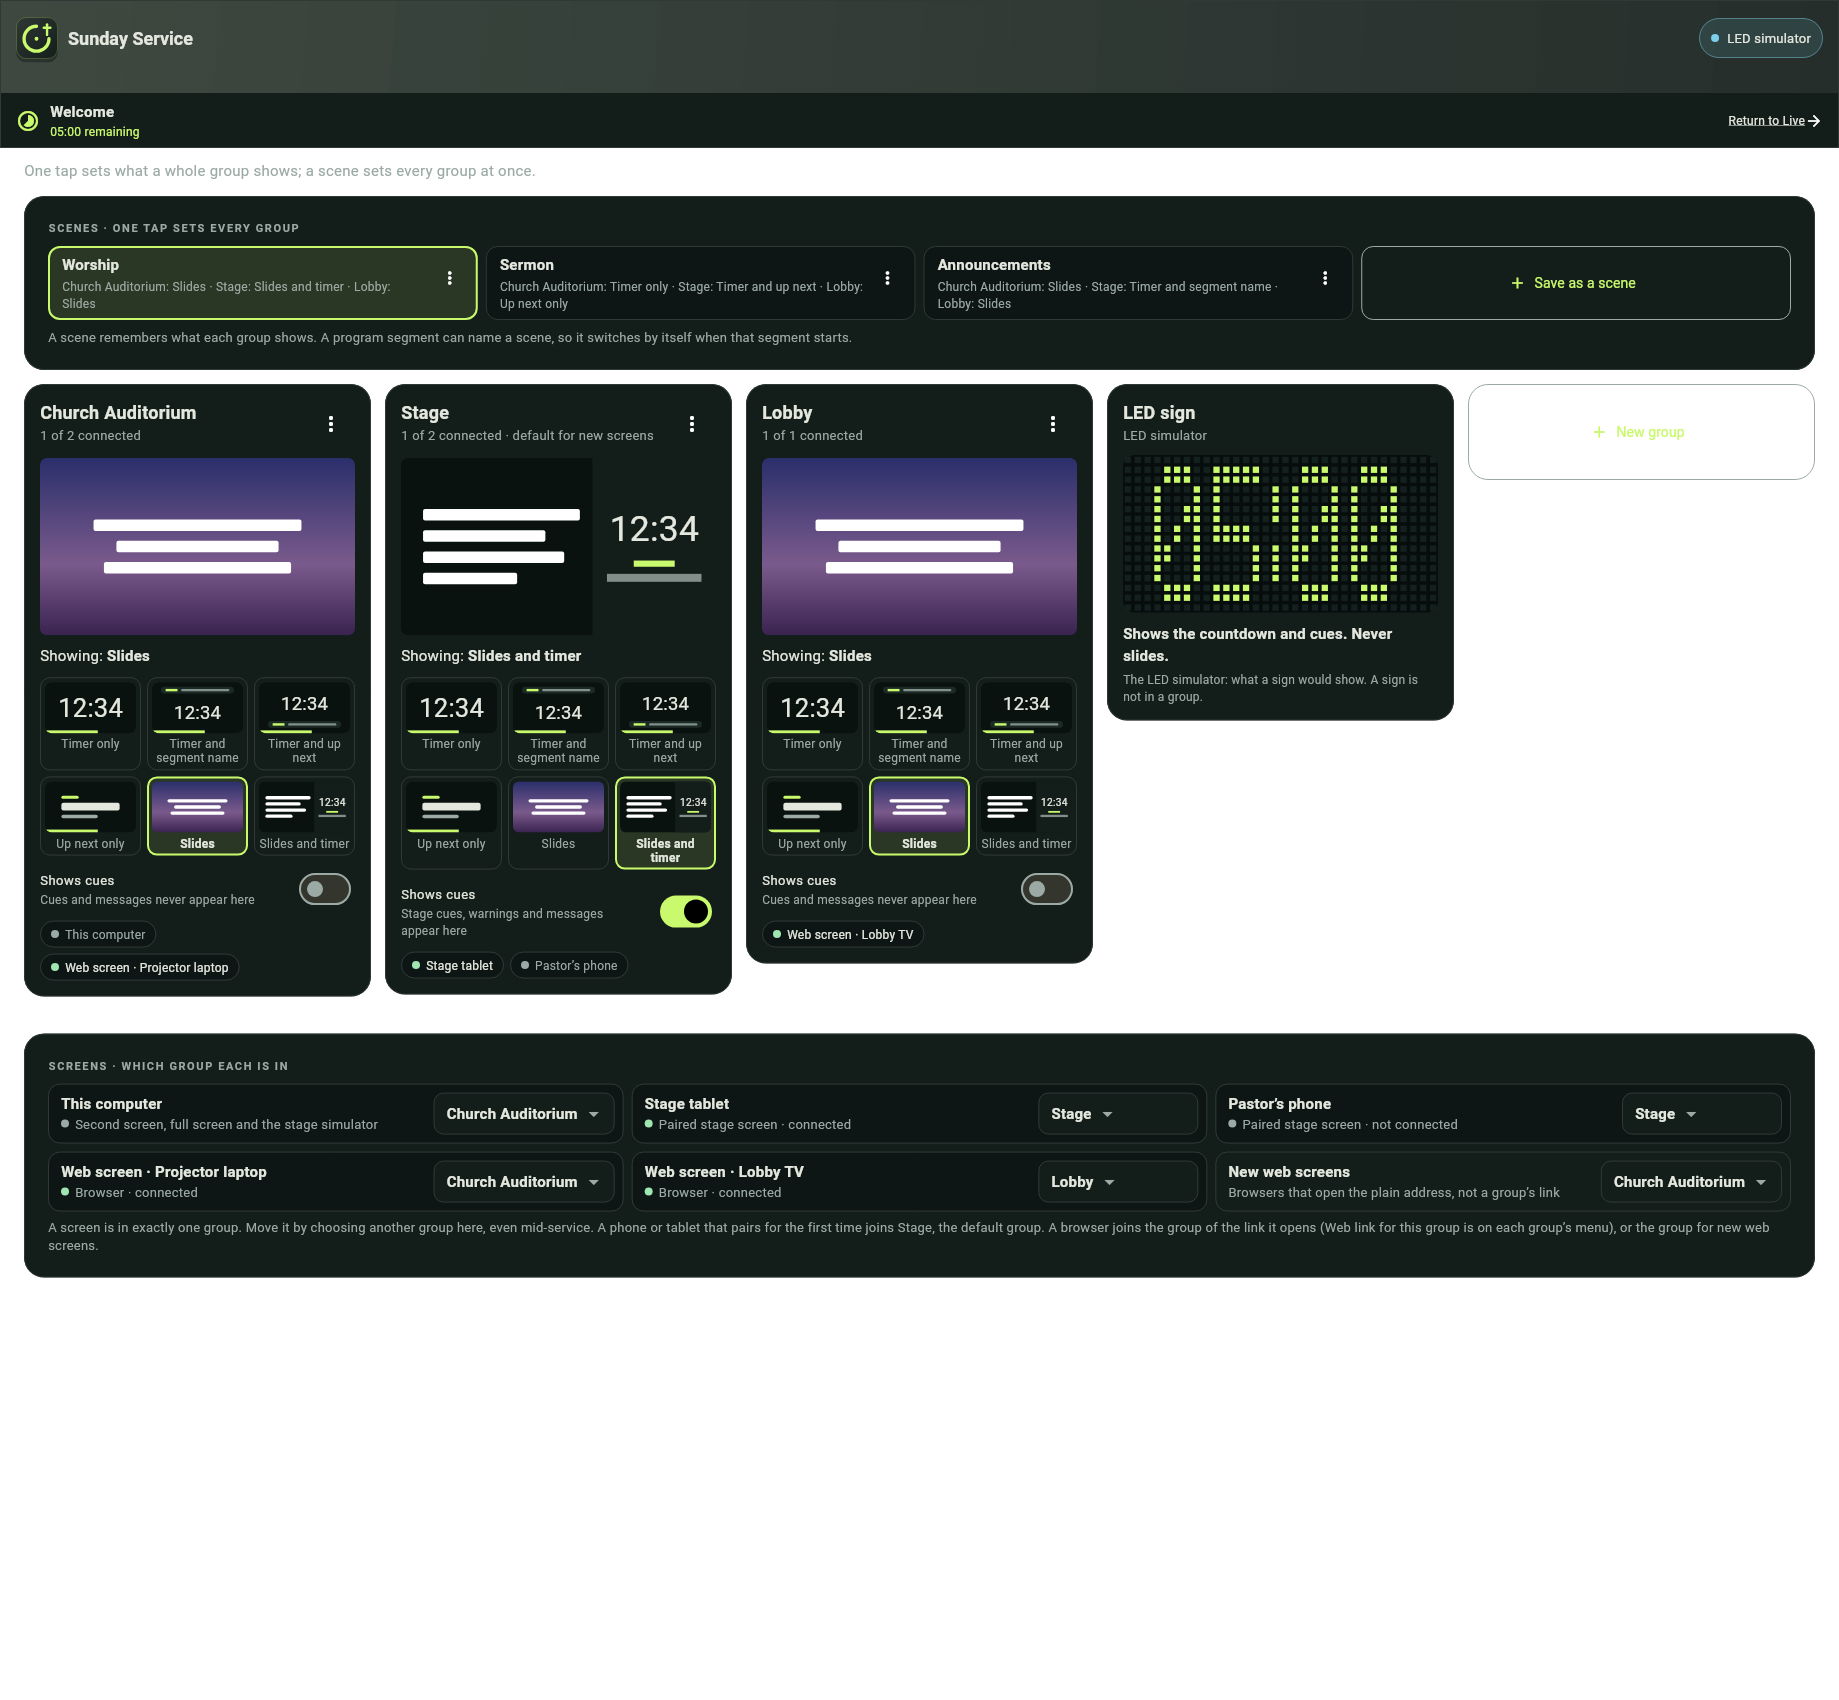 Sunday Service
LED simulator
Welcome
05:00 remaining
Return to Live
One tap sets what a whole group shows; a scene sets every group at once.
SCENES · ONE TAP SETS EVERY GROUP
Worship
Church Auditorium: Slides · Stage: Slides and timer · Lobby:
Slides
Sermon
Church Auditorium: Timer only · Stage: Timer and up next · Lobby:
Up next only
Announcements
Church Auditorium: Slides · Stage: Timer and segment name ·
Lobby: Slides
+ Save as a scene
A scene remembers what each group shows. A program segment can name a scene, so it switches by itself when that segment starts.
Church Auditorium
1 of 2 connected
Showing: Slides
12:34
Timer only
12:34
Timer and
segment name
12:34
Timer and up
next
Up next only
Slides
12:34
Slides and timer
Shows cues
Cues and messages never appear here
This computer
Web screen · Projector laptop
Stage
1 of 2 connected · default for new screens
12:34
Showing: Slides and timer
12:34
Timer only
12:34
Timer and
segment name
12:34
Timer and up
next
Up next only
Slides
12:34
Slides and
timer
Shows cues
Stage cues, warnings and messages
appear here
Stage tablet
Pastor's phone
Lobby
1 of 1 connected
Showing: Slides
12:34
Timer only
12:34
Timer and
segment name
12:34
Timer and up
next
Up next only
Slides
12:34
Slides and timer
Shows cues
Cues and messages never appear here
Web screen · Lobby TV
LED sign
LED simulator
05:00
Shows the countdown and cues. Never
slides.
The LED simulator: what a sign would show. A sign is
not in a group.
+ New group
SCREENS · WHICH GROUP EACH IS IN
This computer
Second screen, full screen and the stage simulator
Church Auditorium
Stage tablet
Paired stage screen · connected
Stage
Pastor's phone
Paired stage screen · not connected
Stage
Web screen · Projector laptop
Browser · connected
Church Auditorium
Web screen · Lobby TV
Browser · connected
Lobby
New web screens
Browsers that open the plain address, not a group's link
Church Auditorium
A screen is in exactly one group. Move it by choosing another group here, even mid-service. A phone or tablet that pairs for the first time joins Stage, the default group. A browser joins the group of the link it opens (Web link for this group is on each group's menu), or the group for new web
screens.